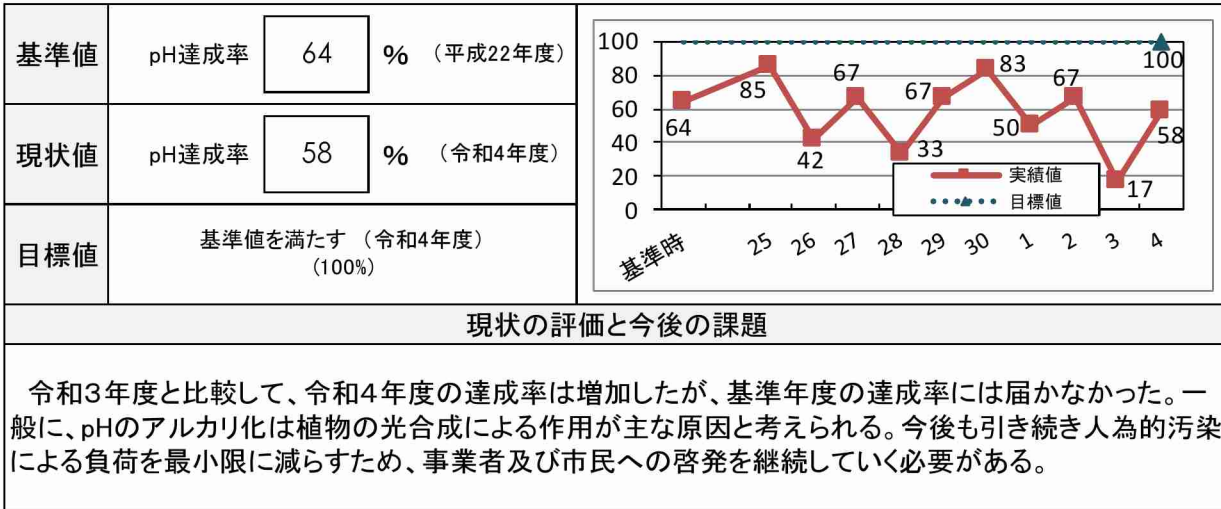 基準値 pH達成率 64 % （平成22年度）
現状値 pH達成率 58 % （令和4年度）
目標値 基準値を満たす （令和4年度）
(100%)
100
80
60
40
20
0
64
85
42
67
33
67
83
50
67
17
58
100
実績値
目標値
基準時 25 26 27 28 29 30 1 2 3 4
現状の評価と今後の課題
令和３年度と比較して、令和４年度の達成率は増加したが、基準年度の達成率には届かなかった。一
般に、pHのアルカリ化は植物の光合成による作用が主な原因と考えられる。今後も引き続き人為的汚染
による負荷を最小限に減らすため、事業者及び市民への啓発を継続していく必要がある。